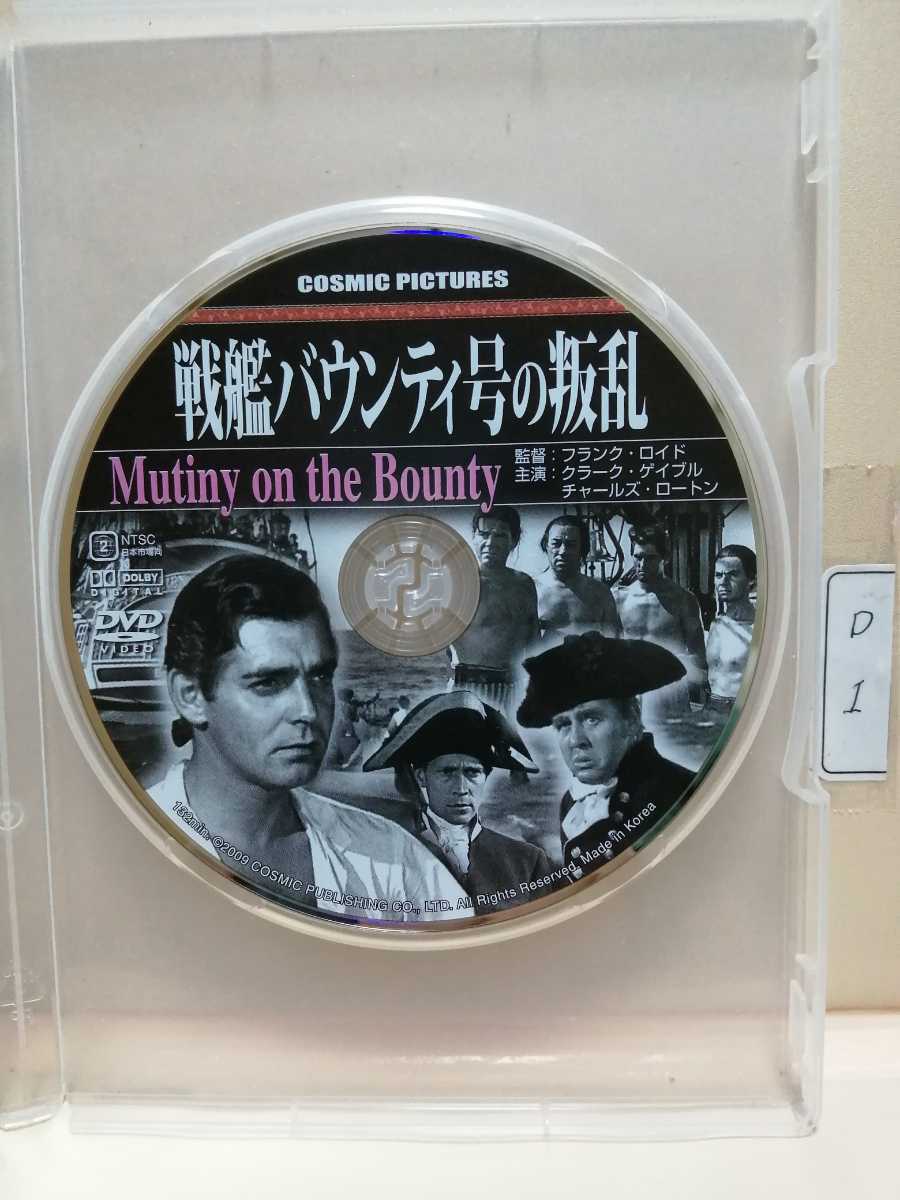 COSMIC PICTURES
戦艦バウンティ号の叛乱
Mutiny on the Bounty
監督：フランク・ロイド
主演：クラーク・ゲイブル
チャールズ・ロートン
2
NTSC
日本市場向
DOLBY
DIGITAL
DVD
VIDEO
132min. ©2009 COSMIC PUBLISHING CO., LTD. All Rights Reserved. Made in Korea
D
1